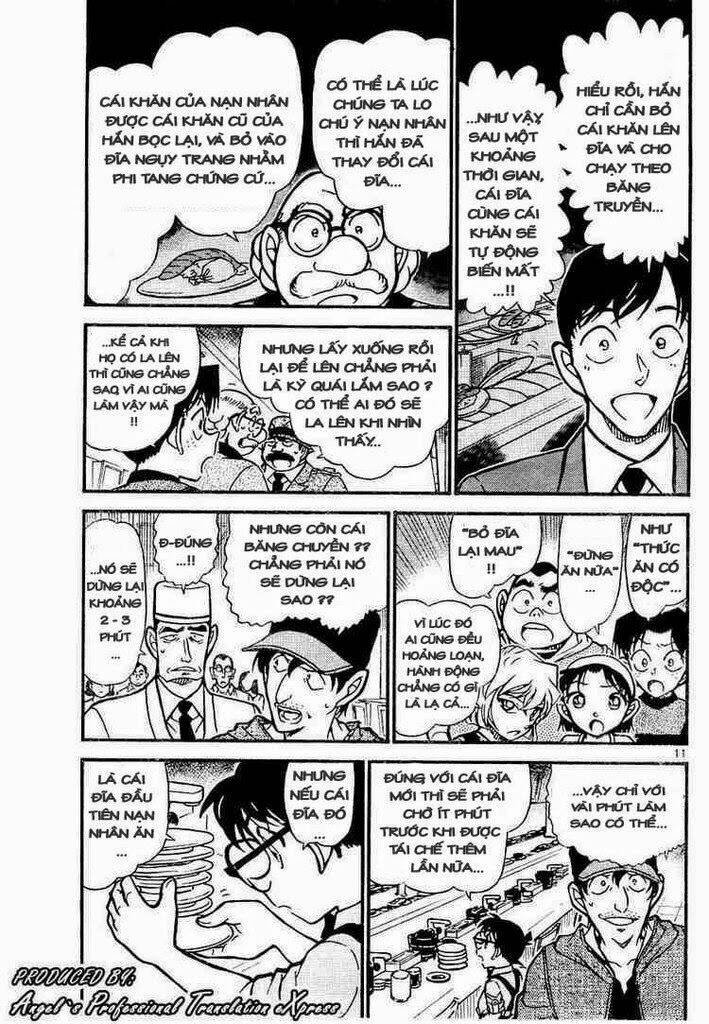 HIỂU RỒI, HẮN
CHỈ CẦN BỎ
CÁI KHĂN LÊN
ĐĨA VÀ CHO
CHẠY THEO
BĂNG
TRUYỀN...
...NHƯ VẬY
SAU MỘT
KHOẢNG
THỜI GIAN,
CÁI ĐĨA
CÙNG CÁI
KHĂN SẼ
TỰ ĐỘNG
BIẾN MẤT
...!!
CÓ THỂ LÀ LÚC
CHÚNG TA LO
CHÚ Ý NẠN NHÂN
THÌ HẮN ĐÃ
THAY ĐỔI CÁI
ĐĨA...
CÁI KHĂN CỦA NẠN NHÂN
ĐƯỢC CÁI KHĂN CŨ CỦA
HẮN BỌC LẠI, VÀ BỎ VÀO
ĐĨA NGỤY TRANG NHẰM
PHI TANG CHỨNG CỨ...
NHƯNG LẤY XUỐNG RỒI
LẠI ĐỂ LÊN CHẲNG PHẢI
LÀ KỲ QUÁI LẮM SAO ?
CÓ THỂ AI ĐÓ SẼ
LA LÊN KHI NHÌN
THẤY...
...KỂ CẢ KHI
HỌ CÓ LA LÊN
THÌ CŨNG CHẲNG
SAO, VÌ AI CŨNG
LÀM VẬY MÀ
!!
NHƯ
"THỨC
ĂN CÓ
ĐỘC",
"ĐỪNG
ĂN NỮA",
"BỎ ĐĨA
LẠI MAU"
!!
VÌ LÚC ĐÓ
AI CŨNG ĐỀU
HOẢNG LOẠN,
HÀNH ĐỘNG
CHẲNG CÓ GÌ
LÀ LẠ CẢ...
NHƯNG CÒN CÁI
BĂNG CHUYỀN ??
CHẲNG PHẢI NÓ
SẼ DỪNG LẠI
SAO ??
Đ-ĐÚNG
...!!
...NÓ SẼ
DỪNG LẠI
KHOẢNG
2 - 3
PHÚT
...
11
...VẬY CHỈ VỚI
VÀI PHÚT LÀM
SAO CÓ THỂ...
ĐÚNG VỚI CÁI ĐĨA
MỚI THÌ SẼ PHẢI
CHỜ ÍT PHÚT
TRƯỚC KHI ĐƯỢC
TÁI CHẾ THÊM
LẦN NỮA...
NHƯNG
NẾU CÁI
ĐĨA ĐÓ
...
LÀ CÁI
ĐĨA ĐẦU
TIÊN NẠN
NHÂN ĂN
...
PRODUCED BY:
Angel`s Professional Translation eXpress